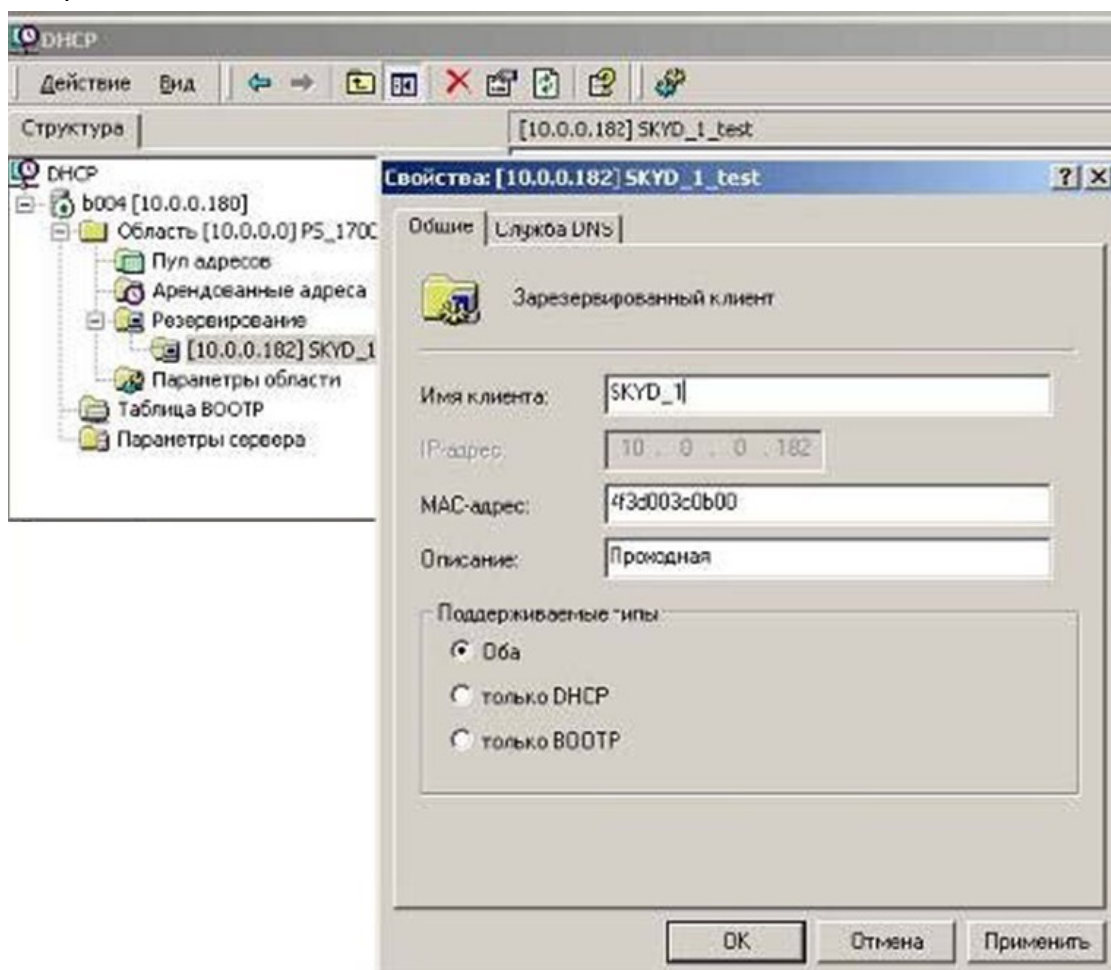 DHCP
Действие Вид
Структура
[10.0.0.182] SKYD_1_test
DHCP
b004 [10.0.0.180]
Область [10.0.0.0] PS_170
Пул адресов
Арендованные адреса
Резервирование
[10.0.0.182] SKYD_1
Параметры области
Таблица BOOTP
Параметры сервера
Свойства: [10.0.0.182] SKYD_1_test
Общие Служба DNS
Зарезервированный клиент
Имя клиента: SKYD_1
IP-адрес: 10 . 0 . 0 . 182
MAC-адрес: 4f3d003c0b00
Описание: Проходная
Поддерживаемые типы
Оба
только DHCP
только BOOTP
OK Отмена Применить